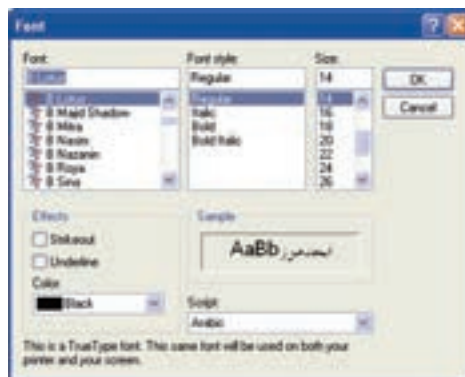 Font
Font: Font style: Size:
B Lotus Regular 14 OK
B Lotus Regular 14 Cancel
B Majid Shadow Italic 16
B Mitra Bold 18
B Nasim Bold Italic 20
B Nazanin 22
B Roya 24
B Sina 26
Effects Sample
Strikeout
AaBb ابجدهوز
Underline
Color:
Black Script:
Arabic
This is a TrueType font. This same font will be used on both your
printer and your screen.